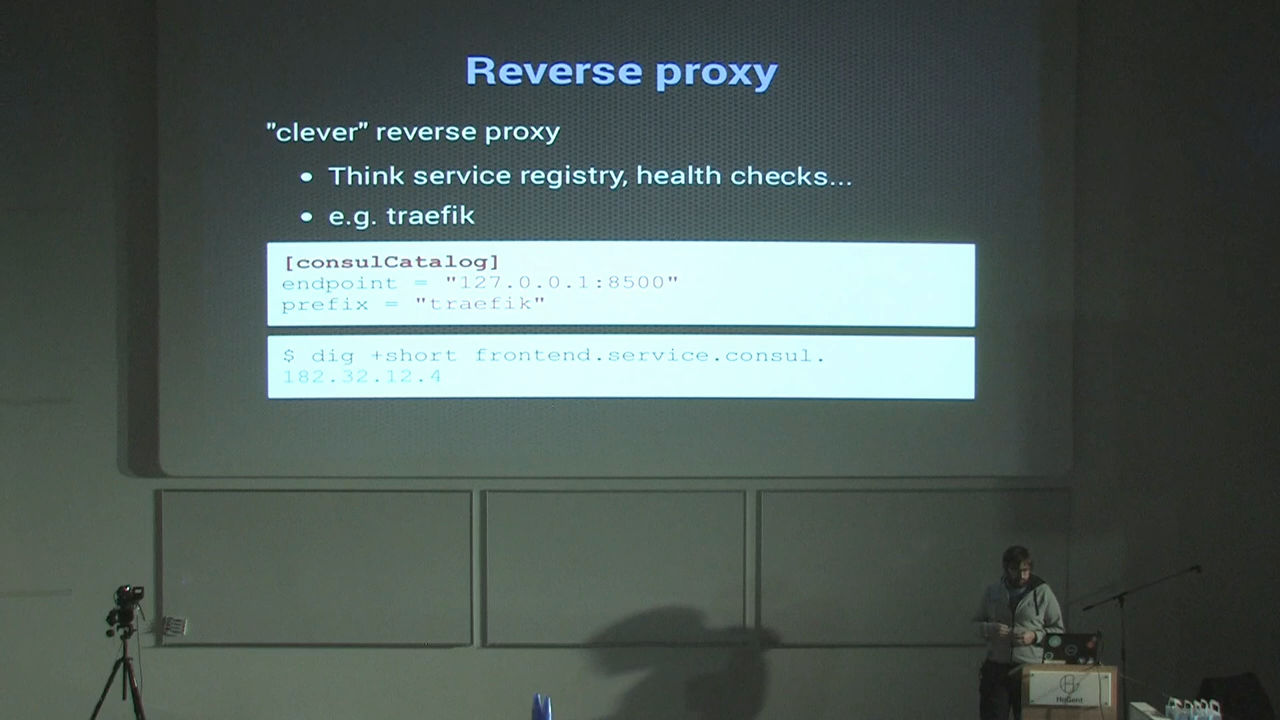 Reverse proxy
"clever" reverse proxy
• Think service registry, health checks...
• e.g. traefik
[consulCatalog]
endpoint = "127.0.0.1:8500"
prefix = "traefik"
$ dig +short frontend.service.consul.
182.32.12.4
HoGent